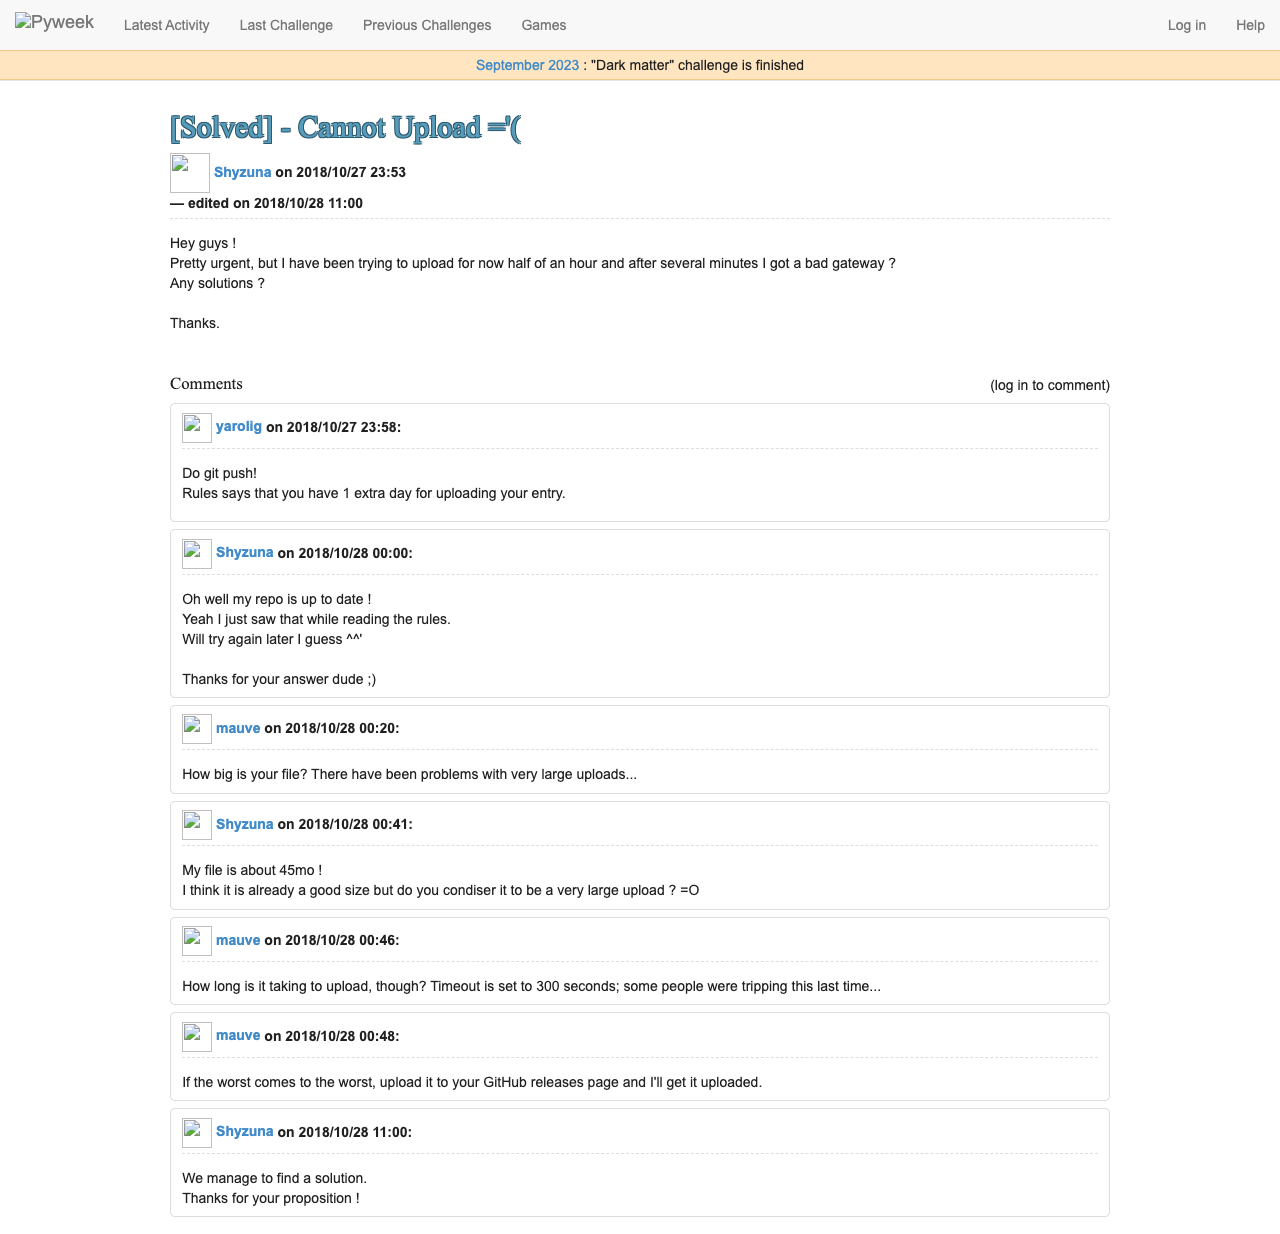 Pyweek Latest Activity Last Challenge Previous Challenges Games Log in Help
September 2023 : "Dark matter" challenge is finished
[Solved] - Cannot Upload ='(
Shyzuna on 2018/10/27 23:53
— edited on 2018/10/28 11:00
Hey guys !
Pretty urgent, but I have been trying to upload for now half of an hour and after several minutes I got a bad gateway ?
Any solutions ?
Thanks.
Comments (log in to comment)
yarolig on 2018/10/27 23:58:
Do git push!
Rules says that you have 1 extra day for uploading your entry.
Shyzuna on 2018/10/28 00:00:
Oh well my repo is up to date !
Yeah I just saw that while reading the rules.
Will try again later I guess ^^'
Thanks for your answer dude ;)
mauve on 2018/10/28 00:20:
How big is your file? There have been problems with very large uploads...
Shyzuna on 2018/10/28 00:41:
My file is about 45mo !
I think it is already a good size but do you condiser it to be a very large upload ? =O
mauve on 2018/10/28 00:46:
How long is it taking to upload, though? Timeout is set to 300 seconds; some people were tripping this last time...
mauve on 2018/10/28 00:48:
If the worst comes to the worst, upload it to your GitHub releases page and I'll get it uploaded.
Shyzuna on 2018/10/28 11:00:
We manage to find a solution.
Thanks for your proposition !